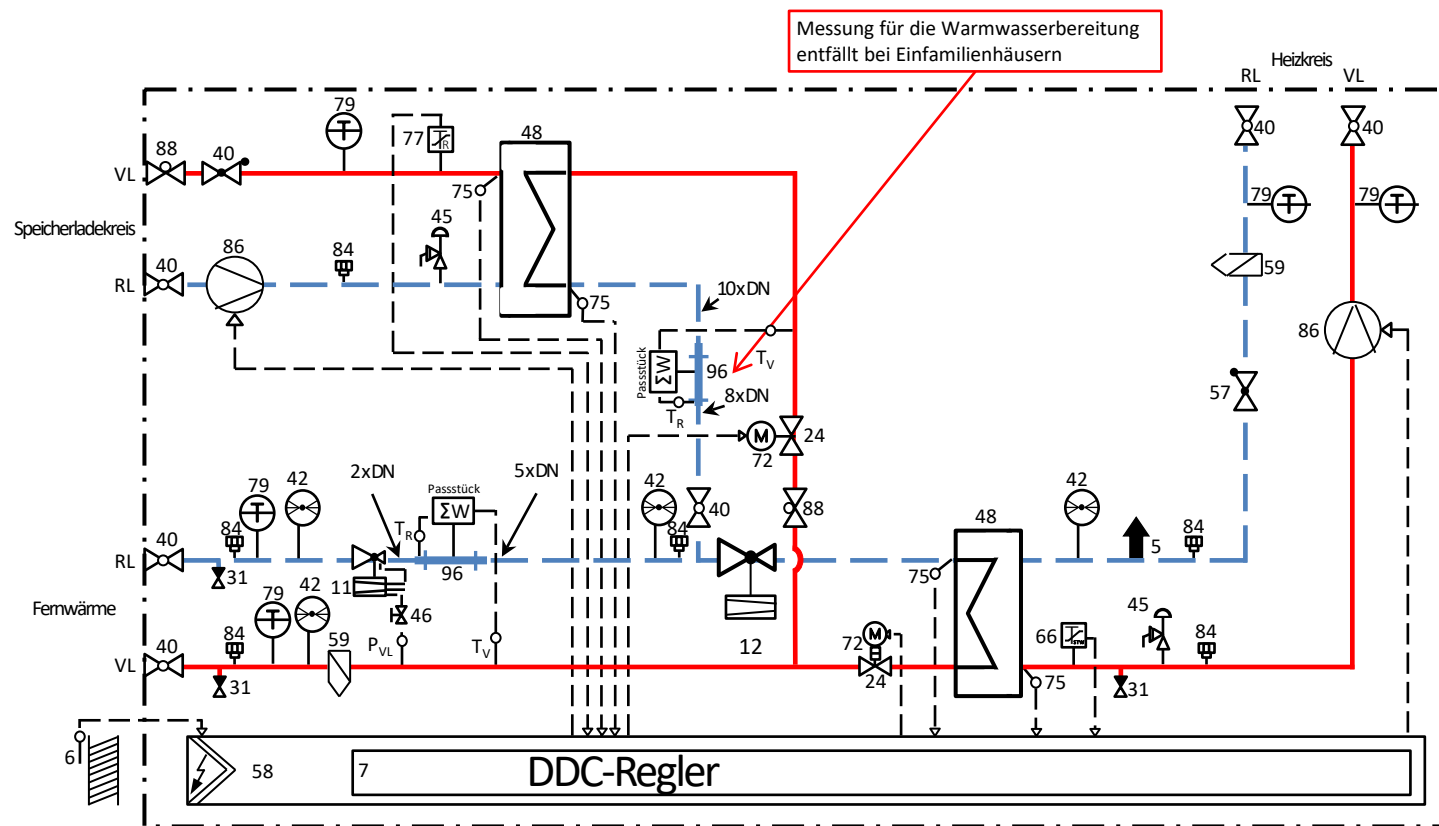 Messung für die Warmwasserbereitung
entfällt bei Einfamilienhäusern
Heizkreis
RL VL
79
77
R
48
40
40
88
40
VL
75
45
79
79
Speicherladekreis
86
84
59
RL
40
75
10xDN
86
Passstück
ΣW
96
TV
57
8xDN
TR
M
24
72
2xDN
5xDN
42
79
Passstück
42
42
84
TR
ΣW
84
40
88
48
84
RL
40
5
31
11
96
75
79
42
46
45
Fernwärme
12
72
M
66
STW
84
84
59
PVL
TV
VL
40
31
24
75
31
6
58
7
DDC-Regler